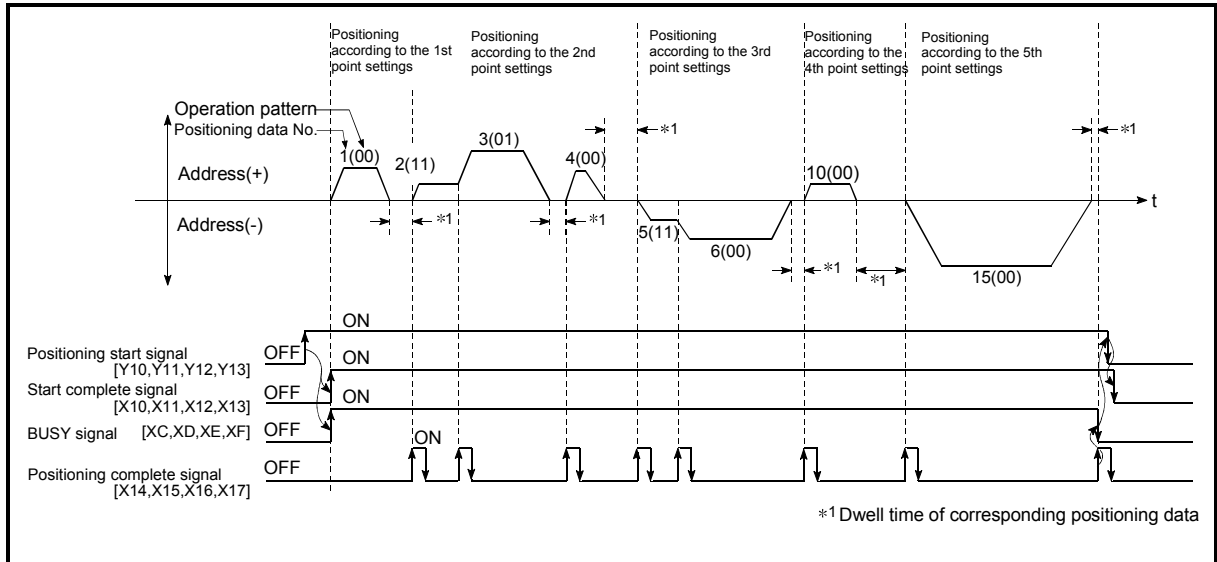 Positioning
according to the 1st
point settings
Positioning
according to the 2nd
point settings
Positioning
according to the 3rd
point settings
Positioning
according to the
4th point settings
Positioning
according to the 5th
point settings
Operation pattern
Positioning data No.
1(00)
2(11)
3(01)
4(00)
*1
10(00)
Address(+)
t
Address(-)
*1
*1
5(11)
6(00)
*1
*1
15(00)
*1
ON
Positioning start signal
OFF
[Y10,Y11,Y12,Y13]
ON
Start complete signal
OFF
[X10,X11,X12,X13]
ON
BUSY signal [XC,XD,XE,XF] OFF
ON
Positioning complete signal
OFF
[X14,X15,X16,X17]
*1 Dwell time of corresponding positioning data